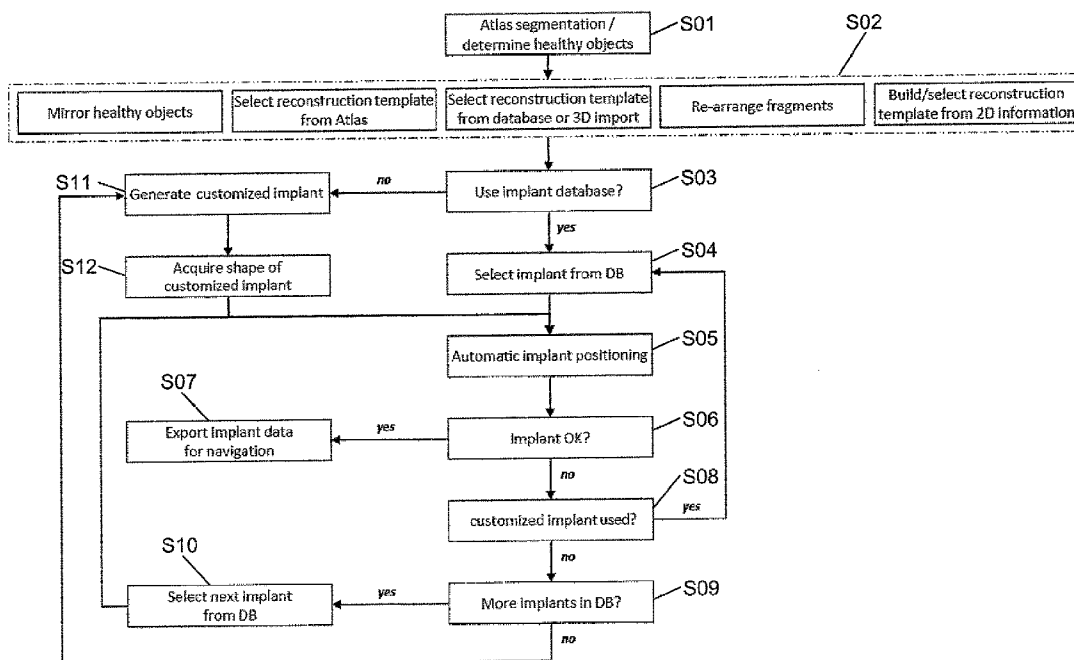 Atlas segmentation /
determine healthy objects
S01
S02
Mirror healthy objects
Select reconstruction template
from Atlas
Select reconstruction template
from database or 3D import
Re-arrange fragments
Build/select reconstruction
template from 2D information
S11
Generate customized implant
no
Use implant database?
S03
yes
S12
Acquire shape of
customized implant
Select implant from DB
S04
Automatic implant positioning
S05
S07
Export implant data
for navigation
yes
Implant OK?
S06
no
customized implant used?
S08
yes
no
S10
Select next implant
from DB
yes
More implants in DB?
S09
no